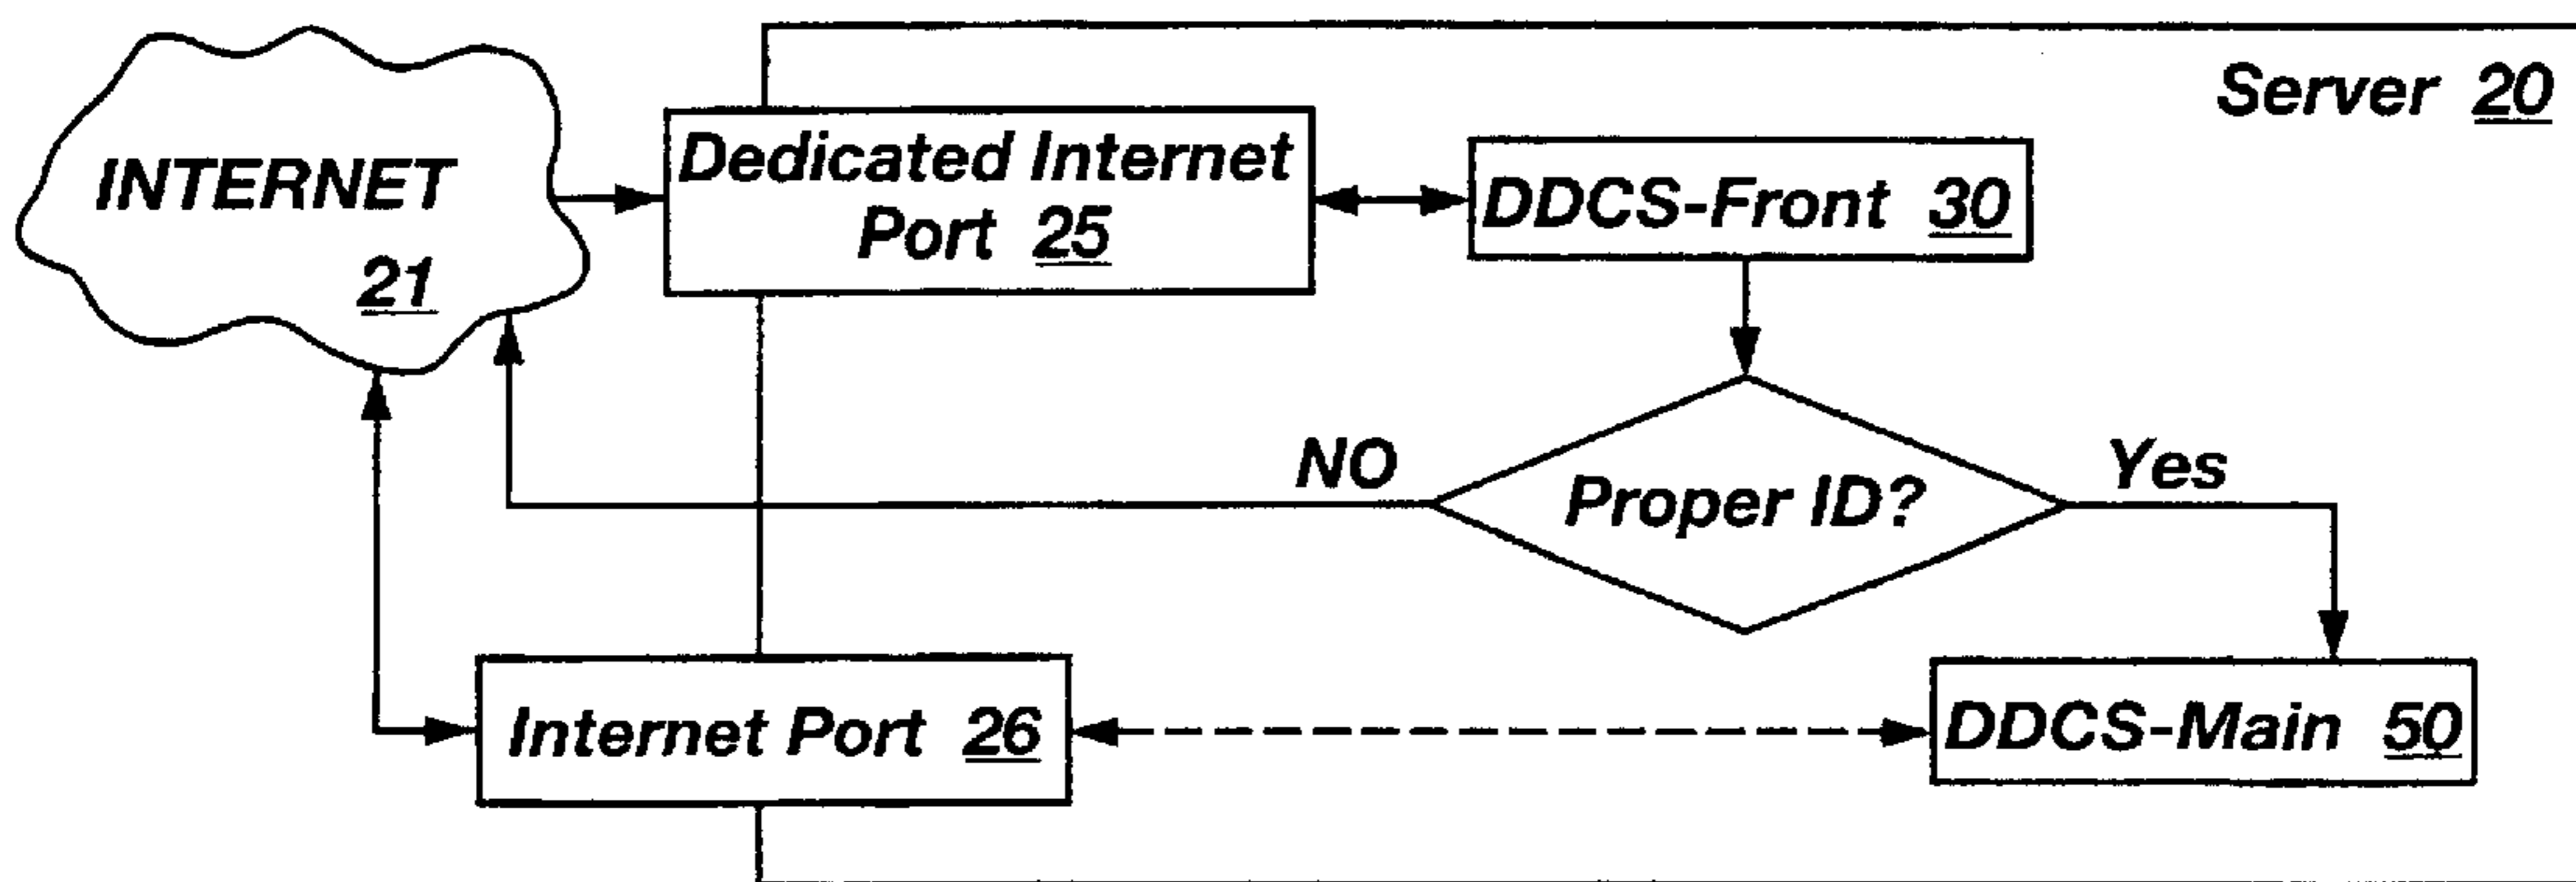 Server 20
INTERNET
21
Dedicated Internet
Port 25
DDCS-Front 30
NO
Proper ID?
Yes
Internet Port 26
DDCS-Main 50